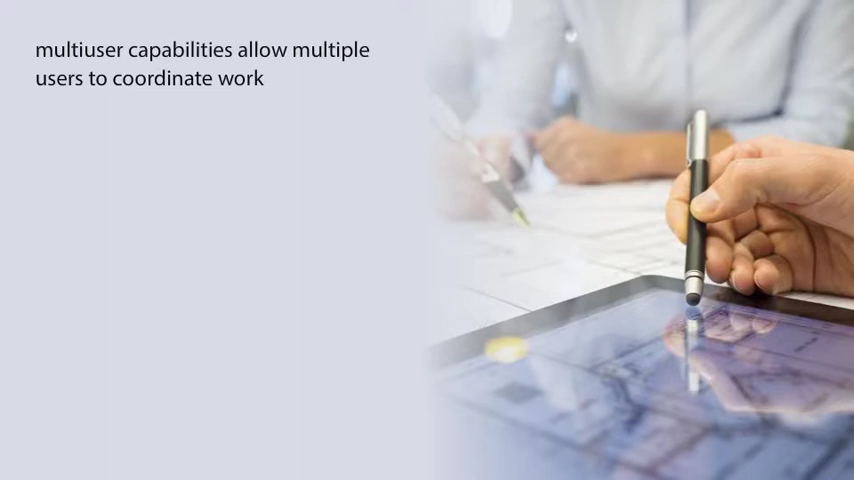 multiuser capabilities allow multiple
users to coordinate work